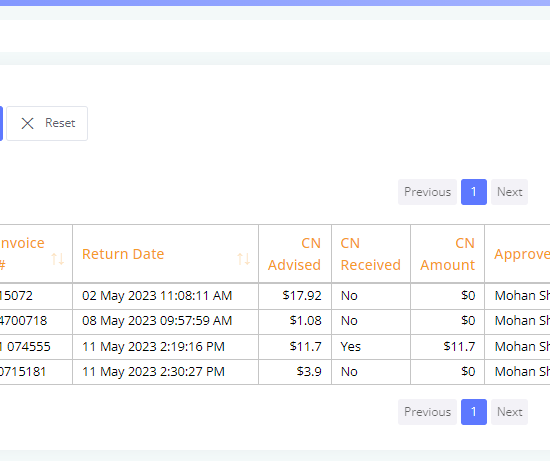 Reset
Previous 1 Next
nvoice # Return Date CN Advised CN Received CN Amount Approve
15072 02 May 2023 11:08:11 AM $17.92 No $0 Mohan Sh
4700718 08 May 2023 09:57:59 AM $1.08 No $0 Mohan Sh
1 074555 11 May 2023 2:19:16 PM $11.7 Yes $11.7 Mohan Sh
0715181 11 May 2023 2:30:27 PM $3.9 No $0 Mohan Sh
Previous 1 Next